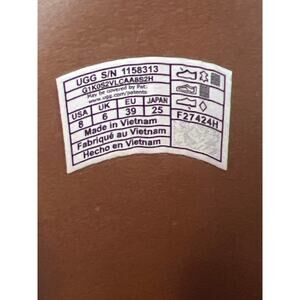 UGG S/N 1158313
G1K0S2VLCAA8S2H
May be covered by Pat:
www.ugg.com/patents
USA UK EU JAPAN
8 6 39 25
Made in Vietnam
Fabriqué au Vietnam
Hecho en Vietnam
F27424H